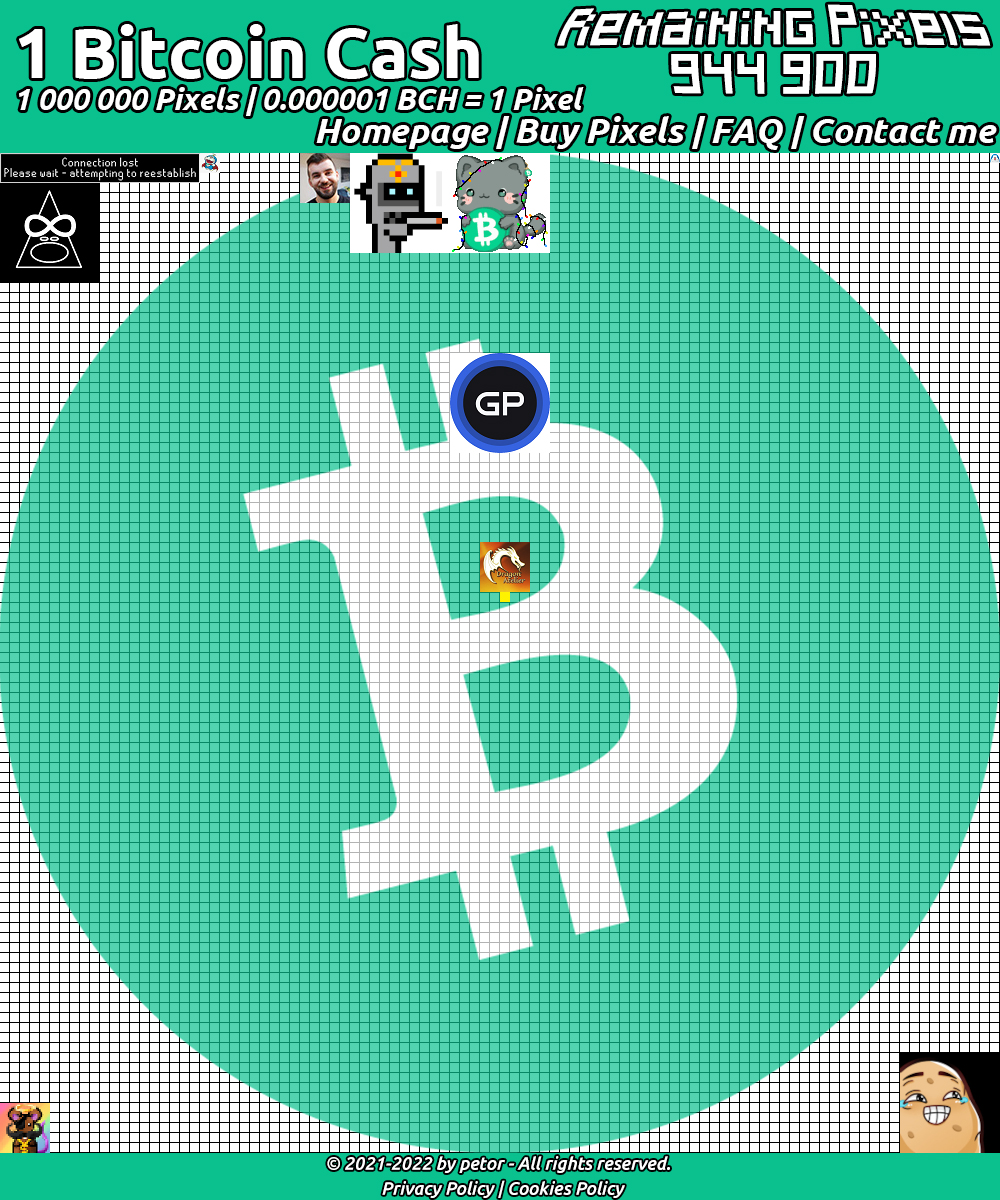 1 Bitcoin Cash
Remaining Pixels
944 900
1 000 000 Pixels | 0.000001 BCH = 1 Pixel
Homepage | Buy Pixels | FAQ | Contact me
Connection lost
Please wait - attempting to reestablish
GP
Dragon
Atelier
© 2021-2022 by petor - All rights reserved.
Privacy Policy | Cookies Policy